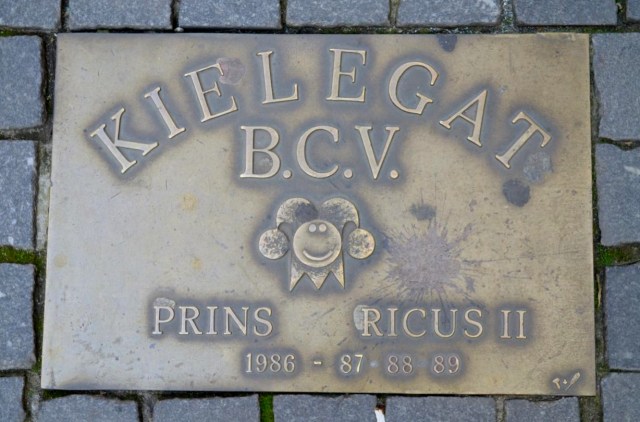 KIELEGAT
B.C.V.
PRINS RICUS II
1986 - 87 88 89